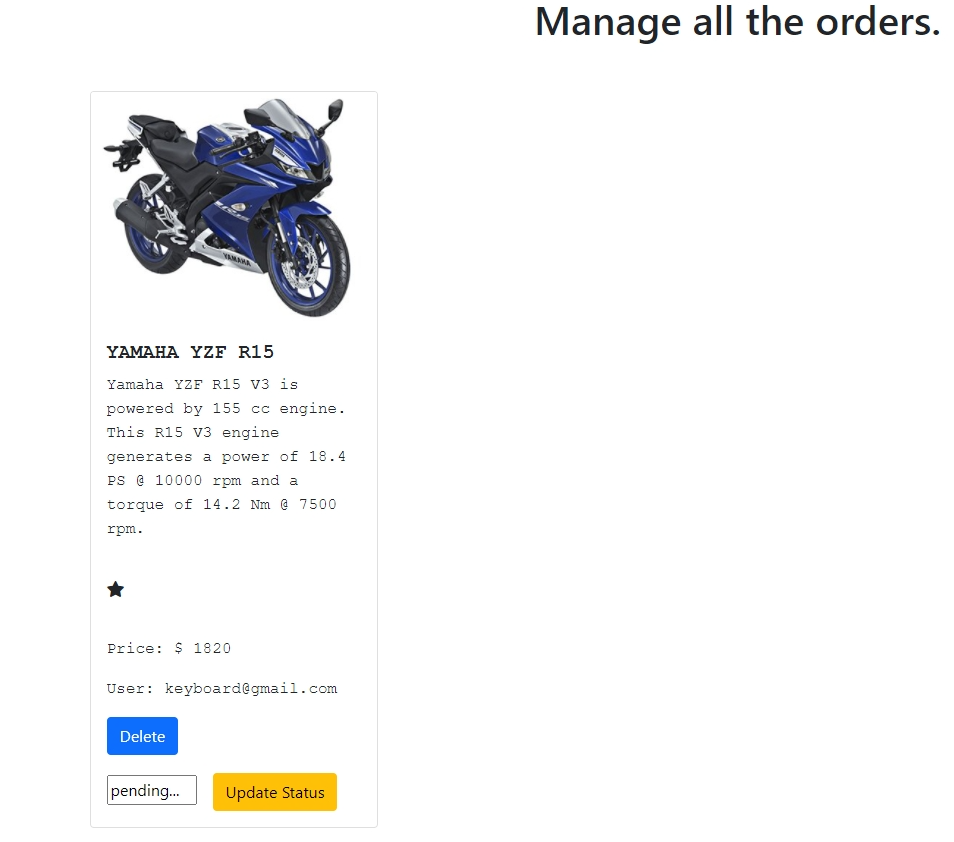 Manage all the orders.
YAMAHA
YAMAHA YZF R15
Yamaha YZF R15 V3 is
powered by 155 cc engine.
This R15 V3 engine
generates a power of 18.4
PS @ 10000 rpm and a
torque of 14.2 Nm @ 7500
rpm.
Price: $ 1820
User: keyboard@gmail.com
Delete
pending...
Update Status